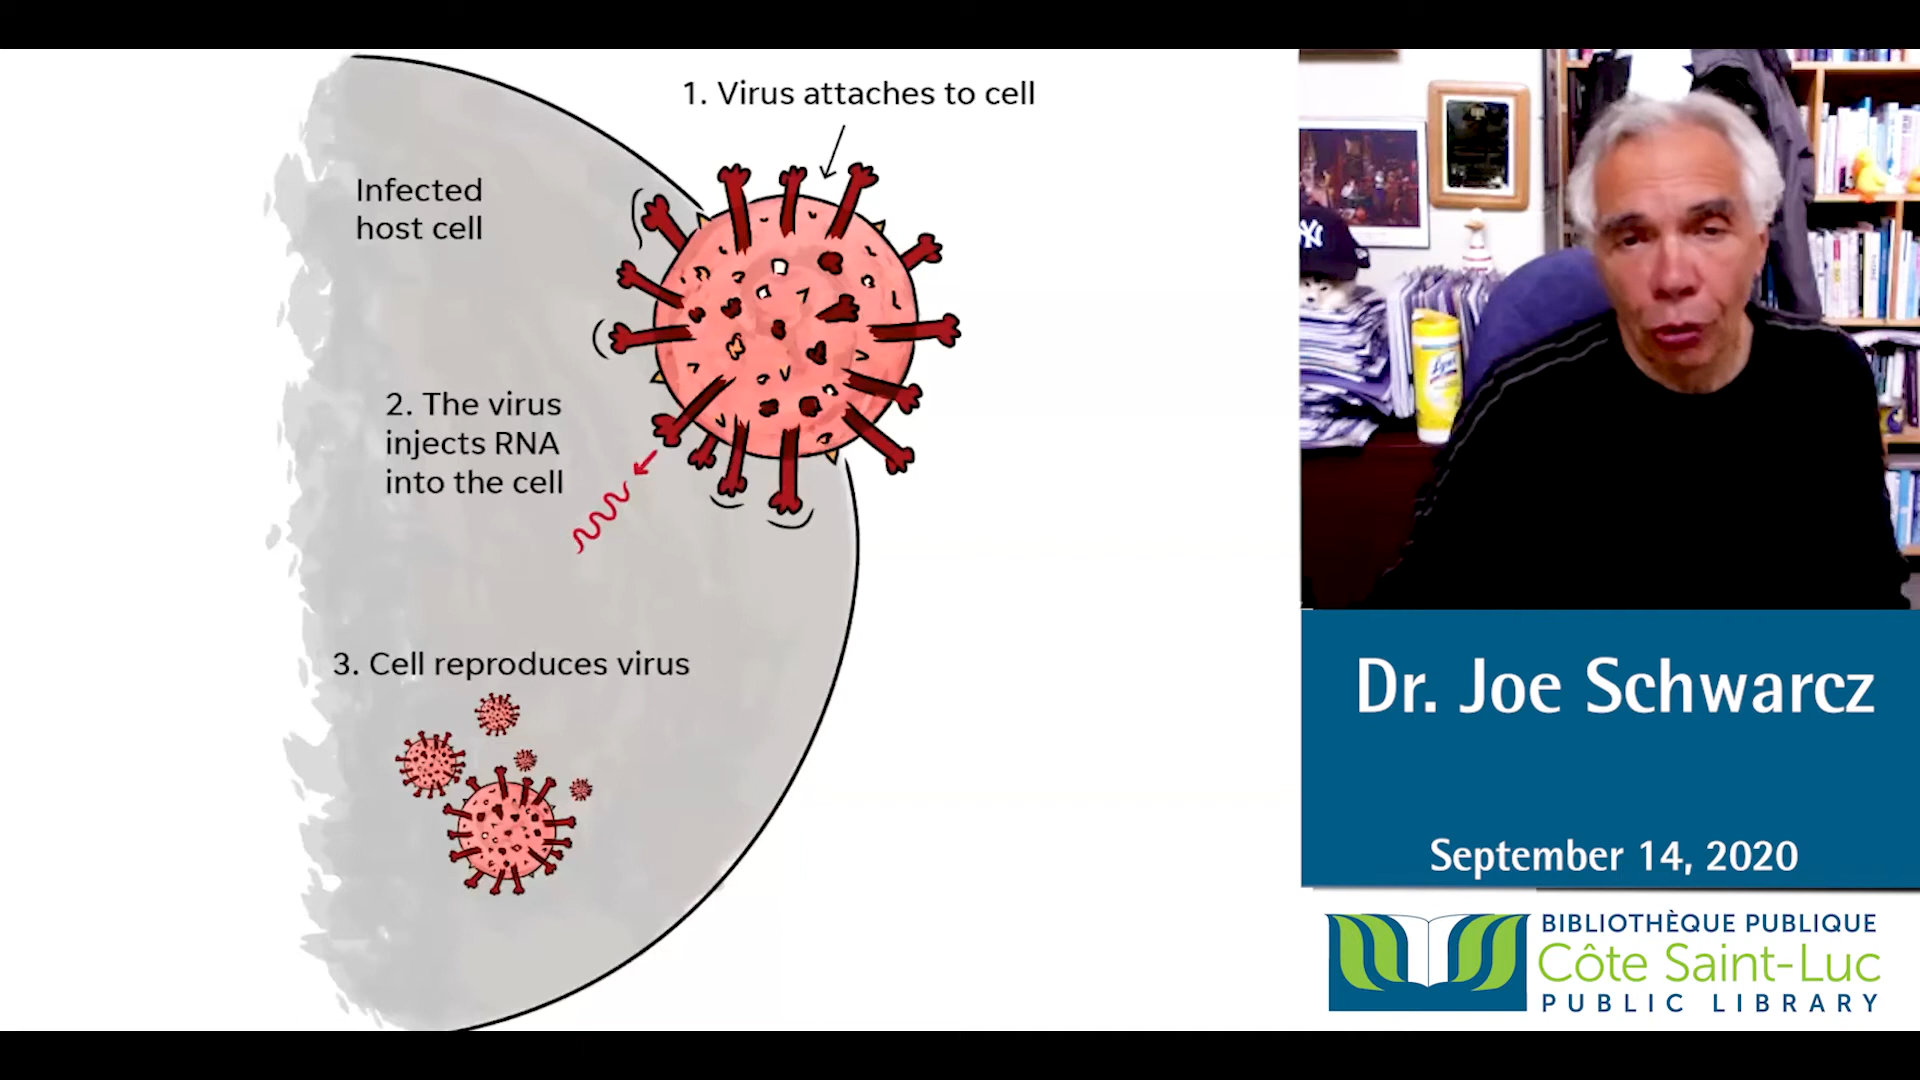 1. Virus attaches to cell
Infected
host cell
2. The virus
injects RNA
into the cell
3. Cell reproduces virus
Lysol
Dr. Joe Schwarcz
September 14, 2020
BIBLIOTHÈQUE PUBLIQUE
Côte Saint-Luc
PUBLIC LIBRARY